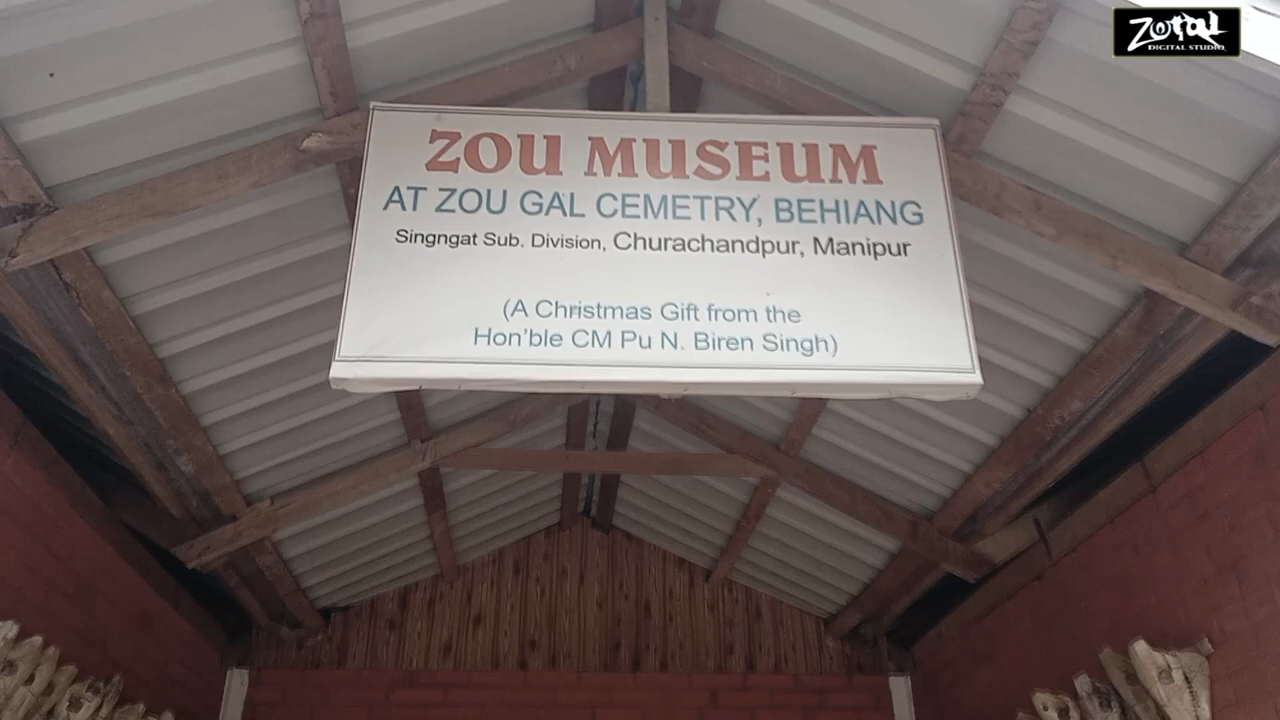 ZOTAL
DIGITAL STUDIO
ZOU MUSEUM
AT ZOU GAL CEMETRY, BEHIANG
Singngat Sub. Division, Churachandpur, Manipur
(A Christmas Gift from the
Hon'ble CM Pu N. Biren Singh)